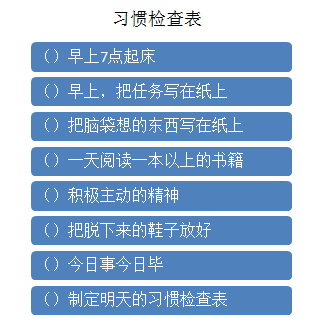 习惯检查表
（）早上7点起床
（）早上，把任务写在纸上
（）把脑袋想的东西写在纸上
（）一天阅读一本以上的书籍
（）积极主动的精神
（）把脱下来的鞋子放好
（）今日事今日毕
（）制定明天的习惯检查表